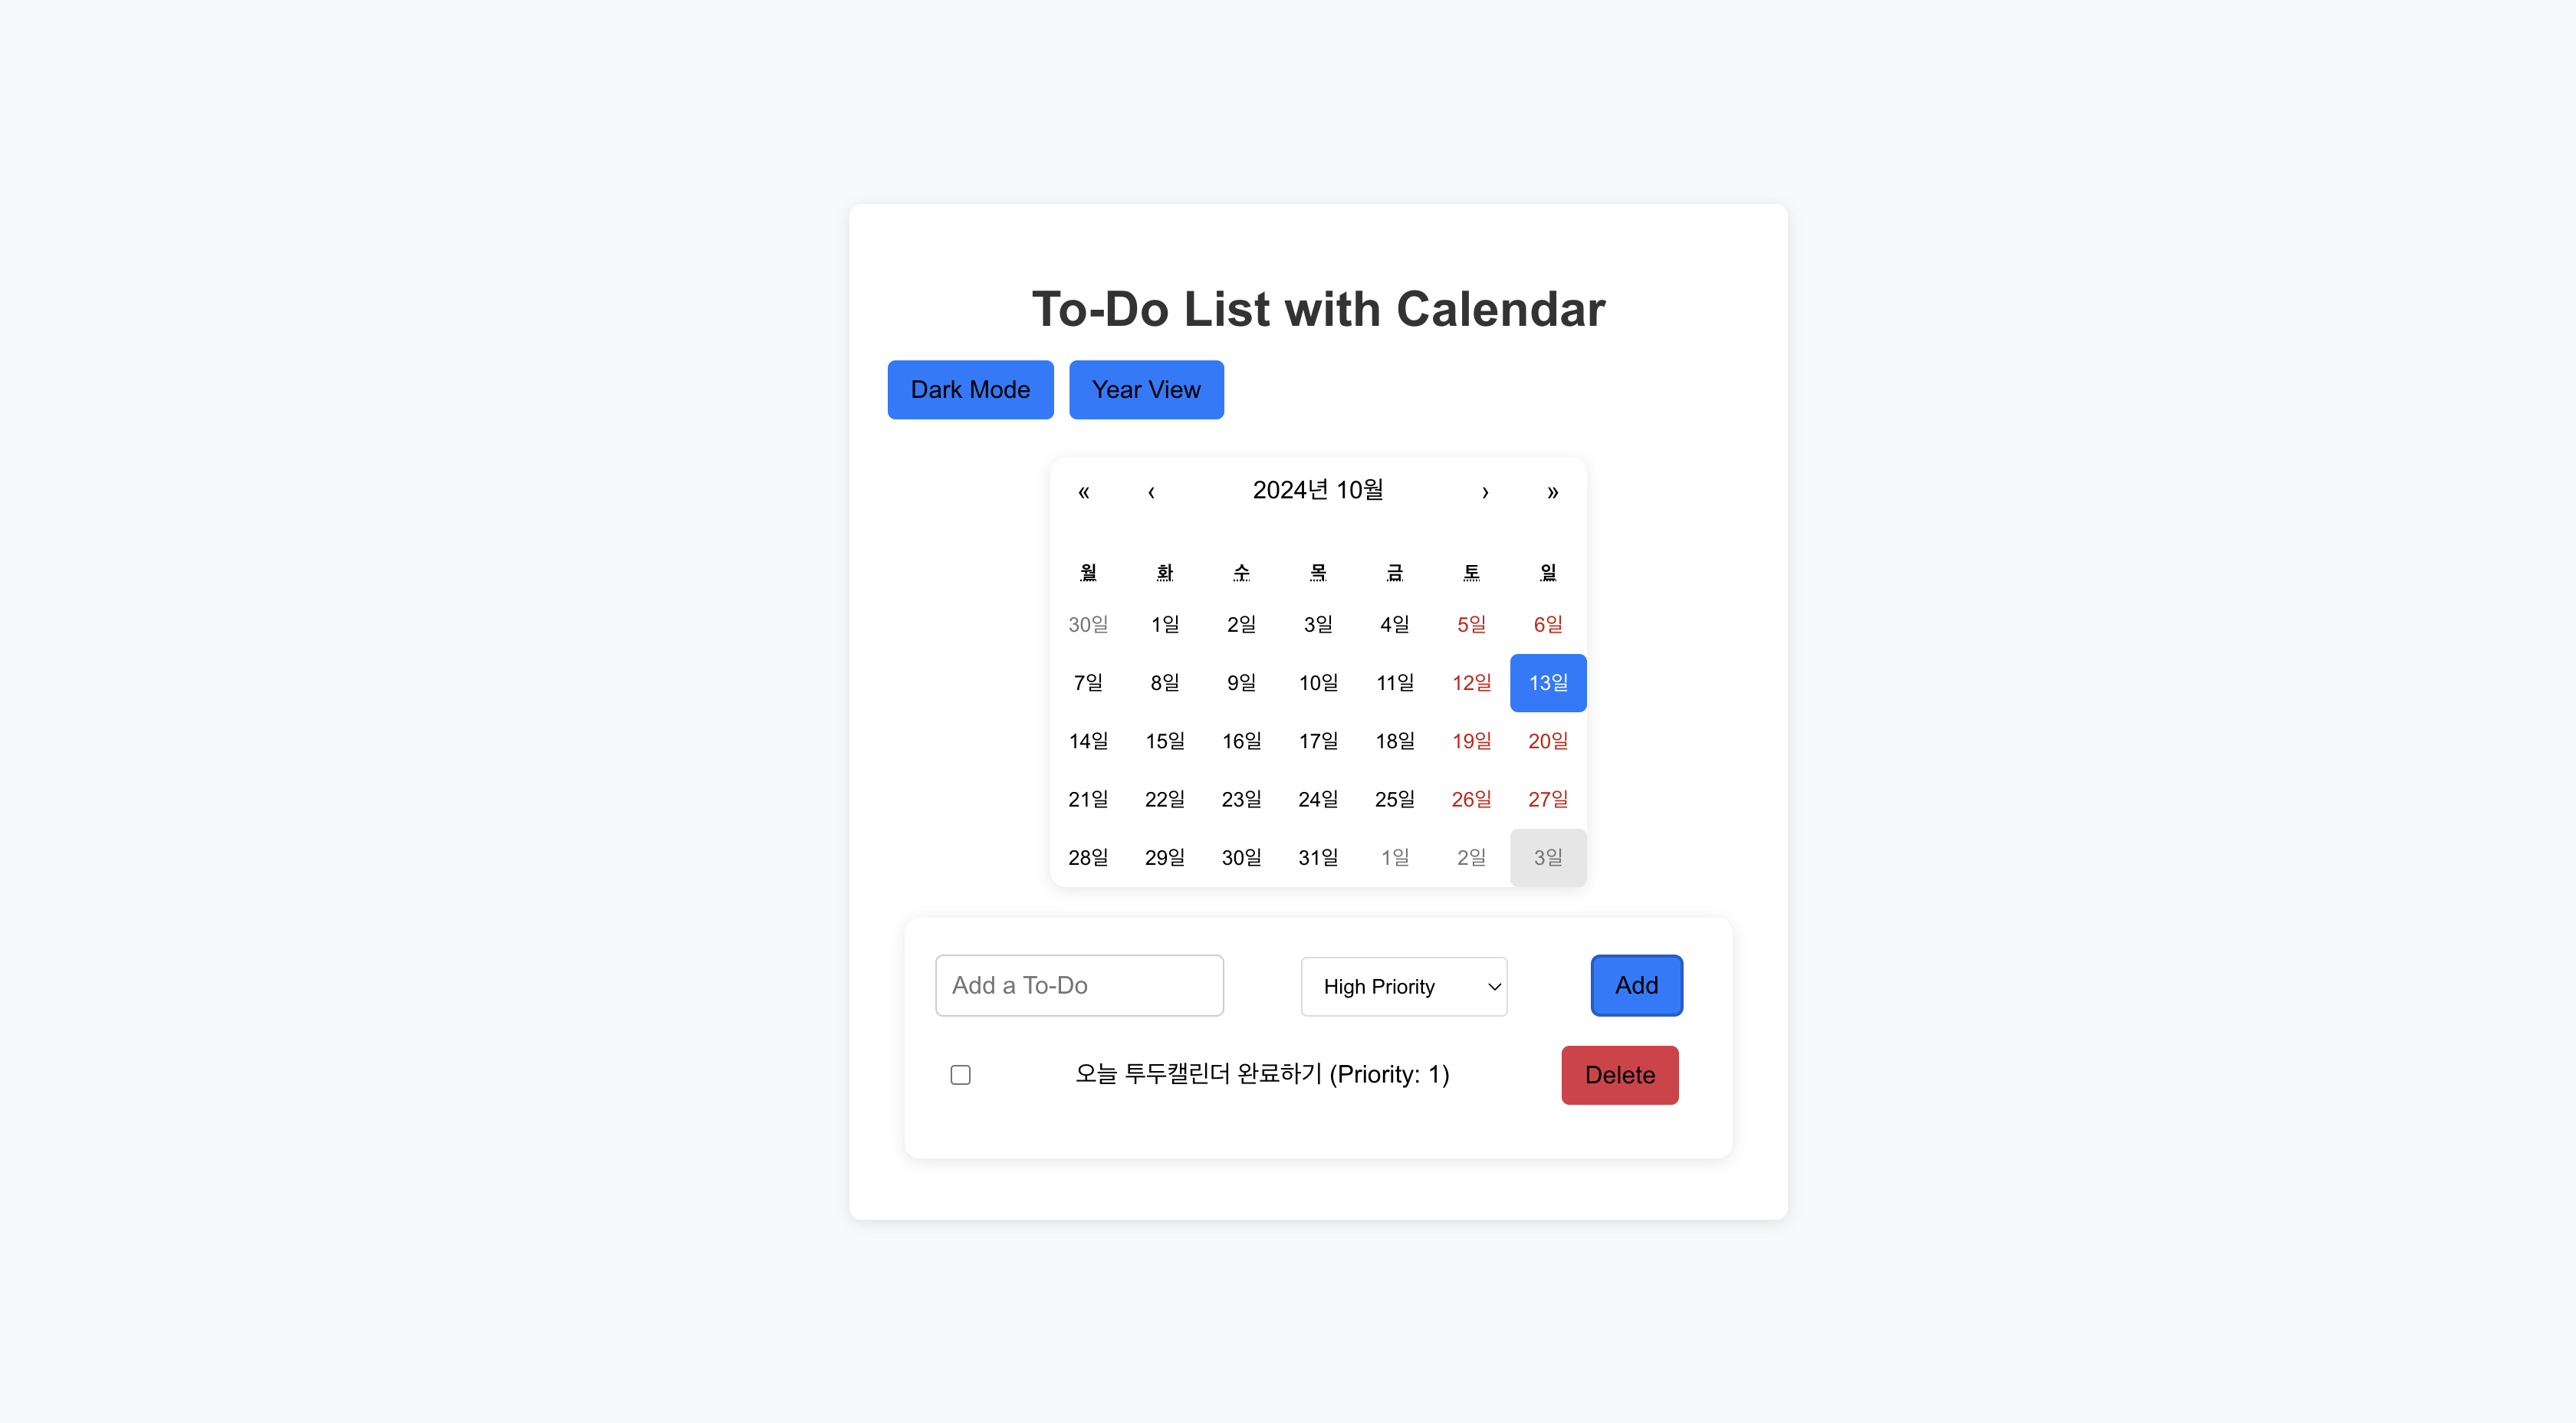 To-Do List with Calendar
Dark Mode Year View
« ‹ 2024년 10월 › »
월 화 수 목 금 토 일
30일 1일 2일 3일 4일 5일 6일
7일 8일 9일 10일 11일 12일 13일
14일 15일 16일 17일 18일 19일 20일
21일 22일 23일 24일 25일 26일 27일
28일 29일 30일 31일 1일 2일 3일
Add a To-Do High Priority Add
오늘 투두캘린더 완료하기 (Priority: 1) Delete